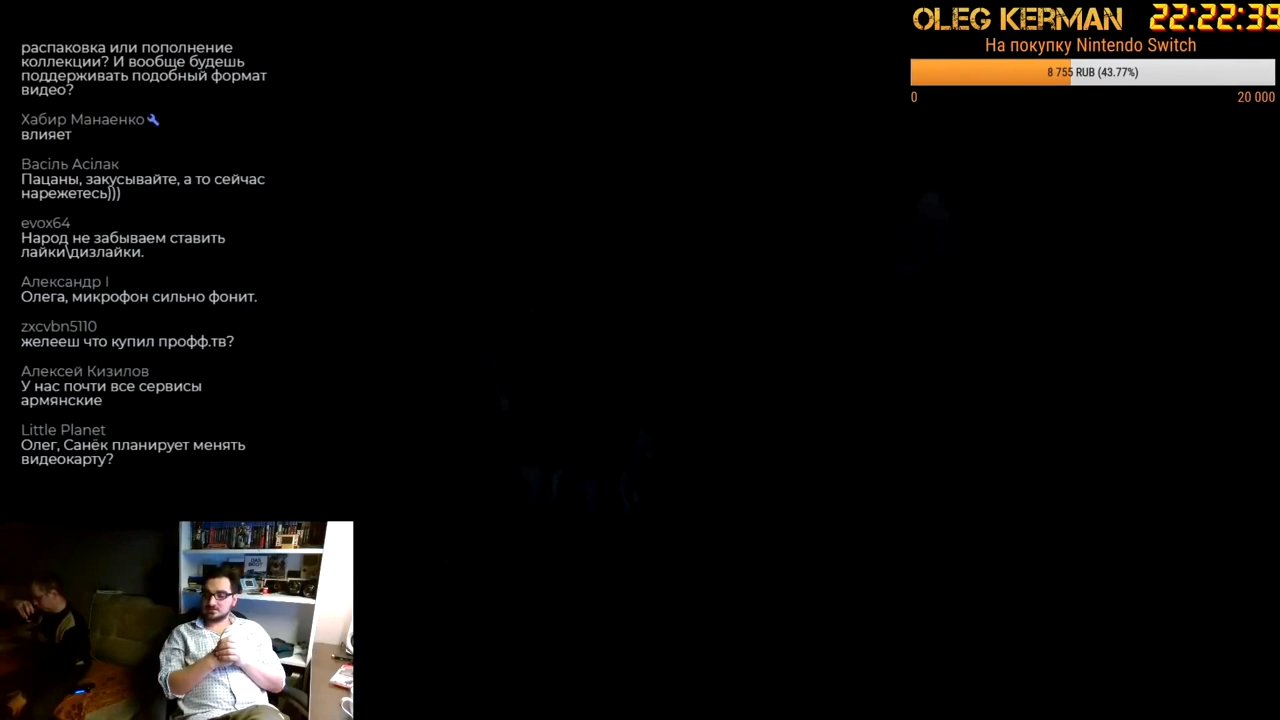 распаковка или пополнение
коллекции? И вообще будешь
поддерживать подобный формат
видео?
Хабир Манаенко
влияет
Васіль Асілак
Пацаны, закусывайте, а то сейчас
нарежетесь)))
evox64
Народ не забываем ставить
лайки\дизлайки.
Александр I
Олега, микрофон сильно фонит.
zxcvbn5110
желееш что купил профф.тв?
Алексей Кизилов
У нас почти все сервисы
армянские
Little Planet
Олег, Санёк планирует менять
видеокарту?
OLEG KERMAN 22:22:39
На покупку Nintendo Switch
8 755 RUB (43.77%)
0 20 000
DAS BOOT